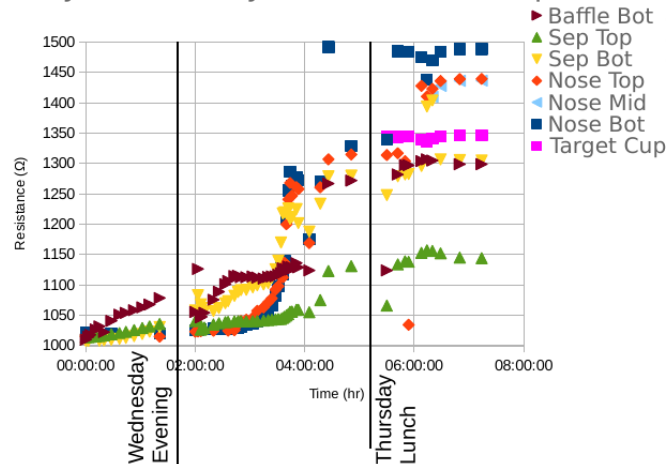 Baffle Bot
Sep Top
Sep Bot
Nose Top
Nose Mid
Nose Bot
Target Cup
1500
1450
1400
1350
1300
1250
1200
1150
1100
1050
1000
Resistance (Ω)
00:00:00
02:00:00
04:00:00
06:00:00
08:00:00
Time (hr)
Wednesday
Evening
Thursday
Lunch